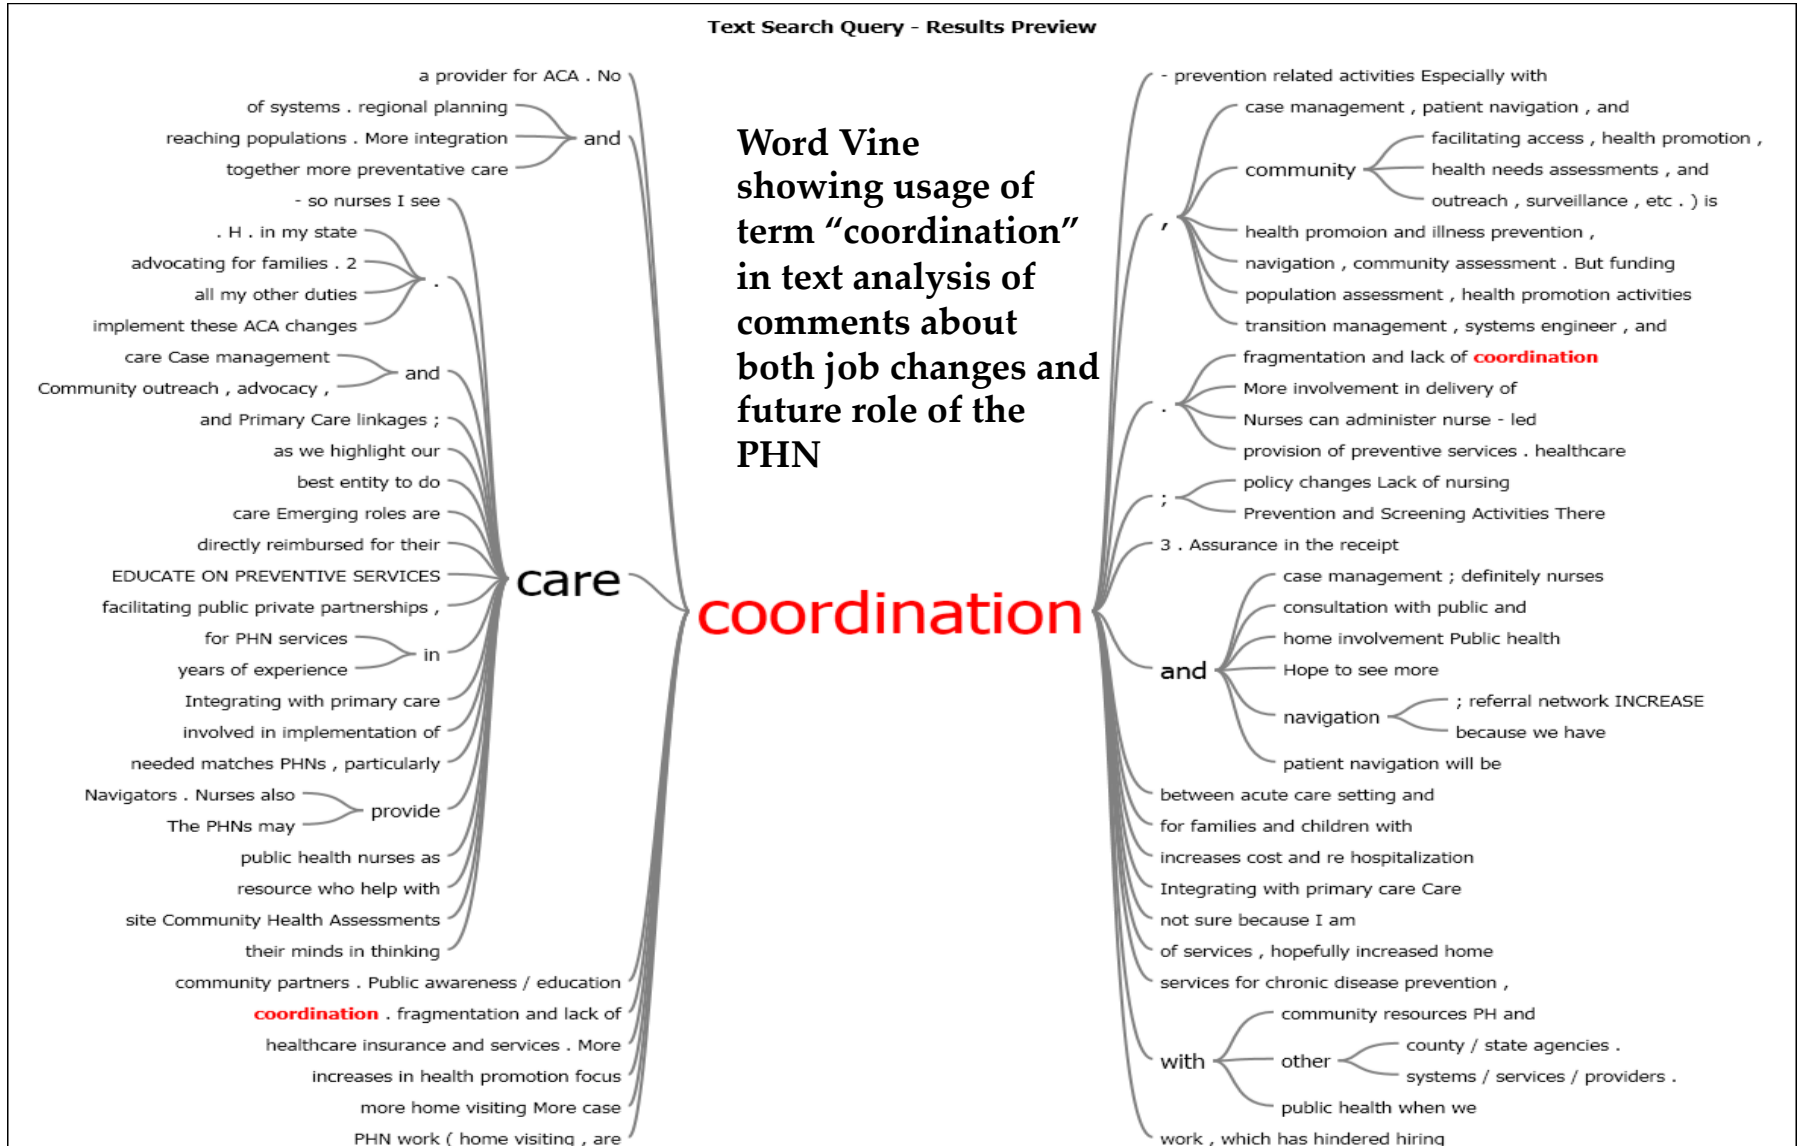 Text Search Query - Results Preview
a provider for ACA . No
of systems . regional planning
reaching populations . More integration
together more preventative care
and
- so nurses I see
. H . in my state
advocating for families . 2
all my other duties
implement these ACA changes
.
care Case management
Community outreach , advocacy ,
and
and Primary Care linkages ;
as we highlight our
best entity to do
care Emerging roles are
directly reimbursed for their
EDUCATE ON PREVENTIVE SERVICES
facilitating public private partnerships ,
for PHN services
years of experience
in
Integrating with primary care
involved in implementation of
needed matches PHNs , particularly
Navigators . Nurses also
The PHNs may
provide
public health nurses as
resource who help with
site Community Health Assessments
their minds in thinking
care
community partners . Public awareness / education
coordination . fragmentation and lack of
healthcare insurance and services . More
increases in health promotion focus
more home visiting More case
PHN work ( home visiting , are
Word Vine
showing usage of
term “coordination”
in text analysis of
comments about
both job changes and
future role of the
PHN
coordination
- prevention related activities Especially with
,
case management , patient navigation , and
community
facilitating access , health promotion ,
health needs assessments , and
outreach , surveillance , etc . ) is
health promoion and illness prevention ,
navigation , community assessment . But funding
population assessment , health promotion activities
transition management , systems engineer , and
.
fragmentation and lack of coordination
More involvement in delivery of
Nurses can administer nurse - led
provision of preventive services . healthcare
;
policy changes Lack of nursing
Prevention and Screening Activities There
3 . Assurance in the receipt
and
case management ; definitely nurses
consultation with public and
home involvement Public health
Hope to see more
navigation
; referral network INCREASE
because we have
patient navigation will be
between acute care setting and
for families and children with
increases cost and re hospitalization
Integrating with primary care Care
not sure because I am
of services , hopefully increased home
services for chronic disease prevention ,
with
community resources PH and
other
county / state agencies .
systems / services / providers .
public health when we
work , which has hindered hiring